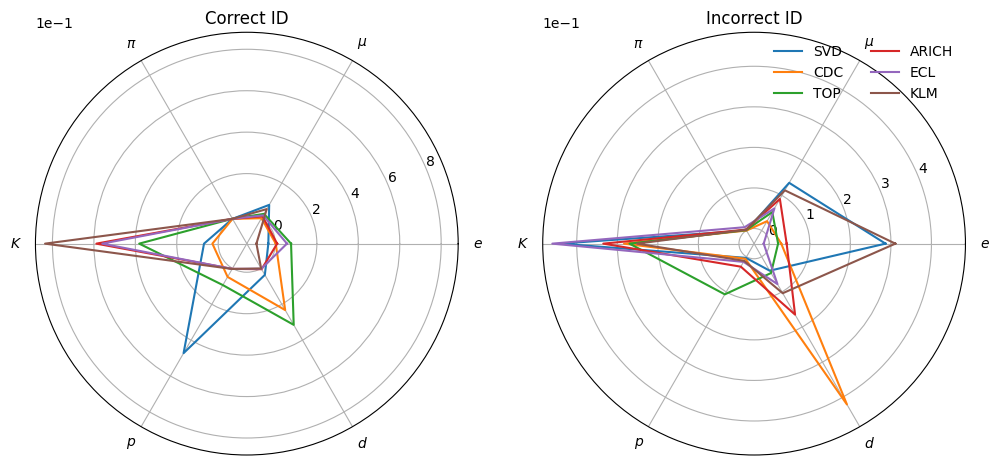 Correct ID
1e−1
e
μ
π
K
p
d
0
2
4
6
8
Incorrect ID
1e−1
e
μ
π
K
p
d
0
1
2
3
4
SVD
CDC
TOP
ARICH
ECL
KLM